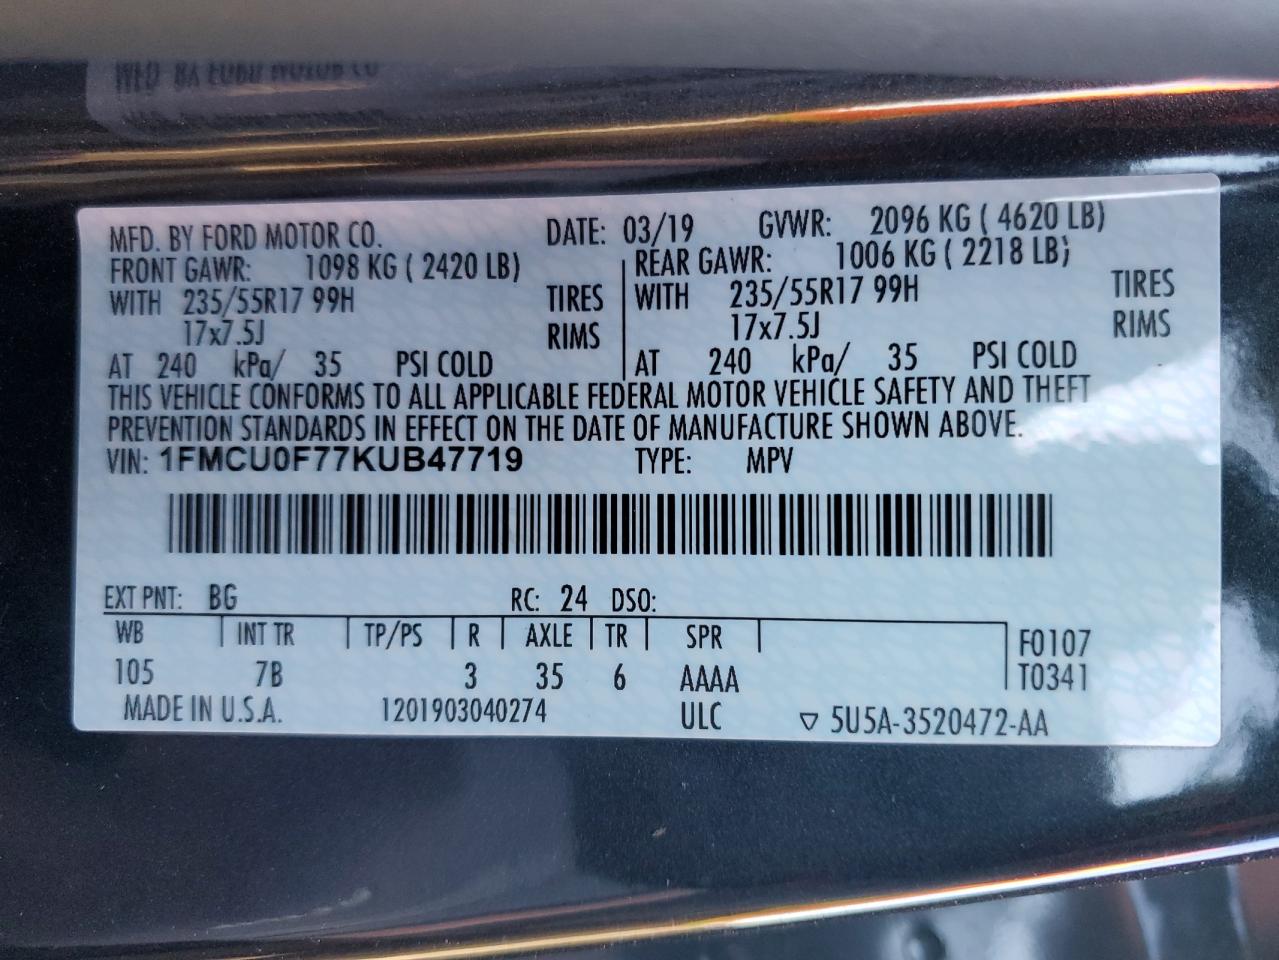 MFD. BY FORD MOTOR CO.
MFD. BY FORD MOTOR CO. DATE: 03/19 GVWR: 2096 KG ( 4620 LB)
FRONT GAWR: 1098 KG ( 2420 LB) REAR GAWR: 1006 KG ( 2218 LB)
WITH 235/55R17 99H TIRES WITH 235/55R17 99H TIRES
17x7.5J RIMS 17x7.5J RIMS
AT 240 kPa/ 35 PSI COLD AT 240 kPa/ 35 PSI COLD
THIS VEHICLE CONFORMS TO ALL APPLICABLE FEDERAL MOTOR VEHICLE SAFETY AND THEFT
PREVENTION STANDARDS IN EFFECT ON THE DATE OF MANUFACTURE SHOWN ABOVE.
VIN: 1FMCU0F77KUB47719 TYPE: MPV
EXT PNT: BG RC: 24 DSO:
WB INT TR TP/PS R AXLE TR SPR F0107
105 7B 3 35 6 AAAA T0341
MADE IN U.S.A. 1201903040274 ULC ▽ 5U5A-3520472-AA